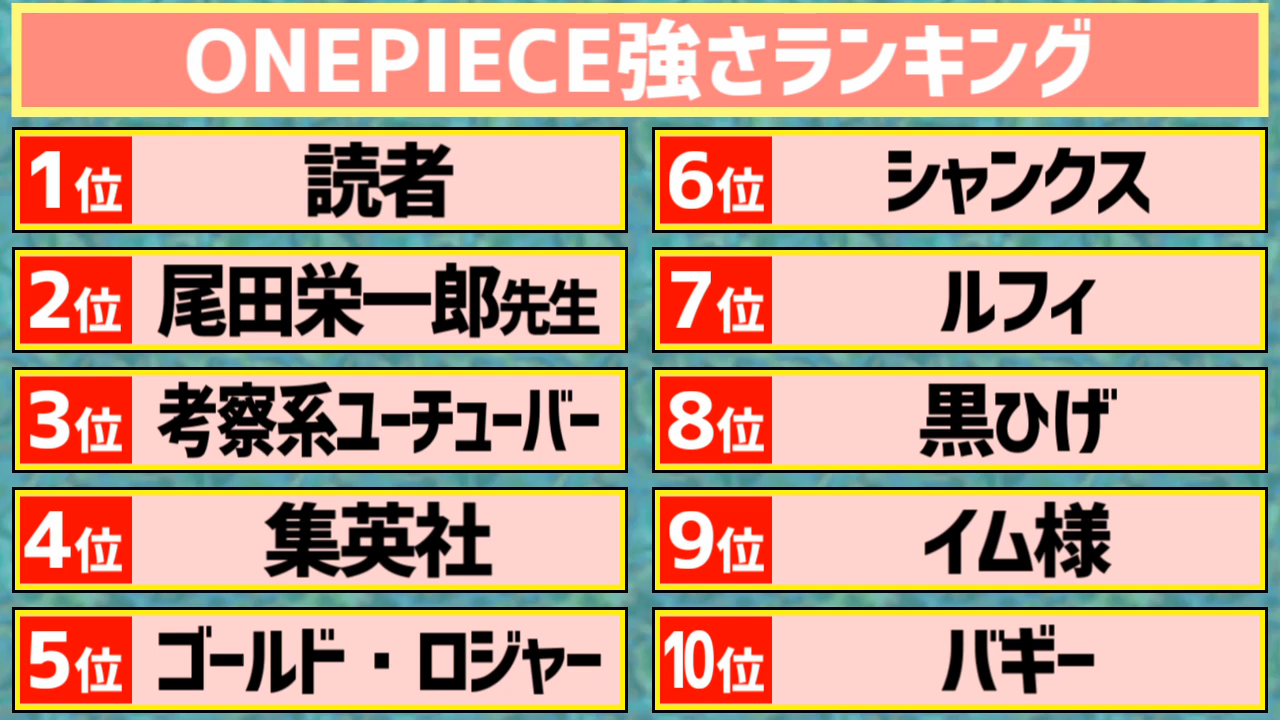 ONEPIECE強さランキング
1位 読者
2位 尾田栄一郎先生
3位 考察系ユーチューバー
4位 集英社
5位 ゴールド・ロジャー
6位 シャンクス
7位 ルフィ
8位 黒ひげ
9位 イム様
10位 バギー